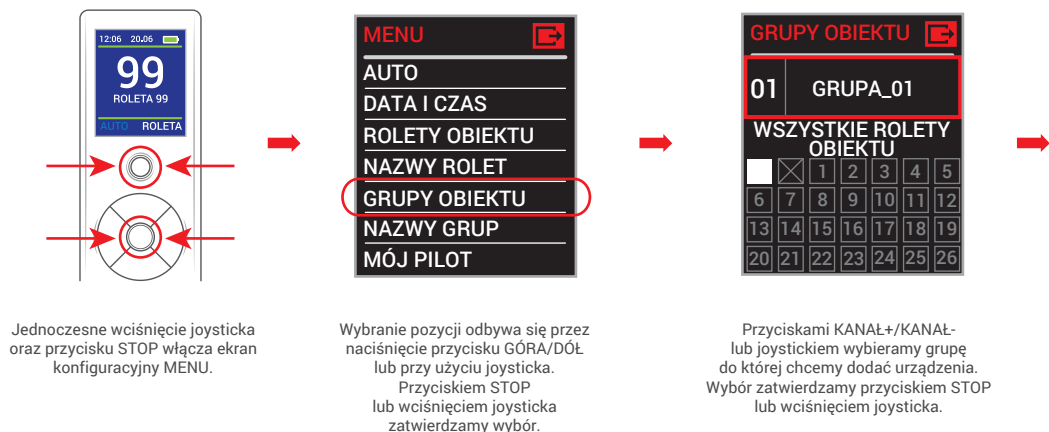 12:06 20.06
99
ROLETA 99
AUTO ROLETA
Jednoczesne wciśnięcie joysticka
oraz przycisku STOP włącza ekran
konfiguracyjny MENU.
MENU
AUTO
DATA I CZAS
ROLETY OBIEKTU
NAZWY ROLET
GRUPY OBIEKTU
NAZWY GRUP
MÓJ PILOT
Wybranie pozycji odbywa się przez
naciśnięcie przycisku GÓRA/DÓŁ
lub przy użyciu joysticka.
Przyciskiem STOP
lub wciśnięciem joysticka
zatwierdzamy wybór.
GRUPY OBIEKTU
01 GRUPA_01
WSZYSTKIE ROLETY
OBIEKTU
1 2 3 4 5
6 7 8 9 10 11 12
13 14 15 16 17 18 19
20 21 22 23 24 25 26
Przyciskami KANAŁ+/KANAŁ-
lub joystickiem wybieramy grupę
do której chcemy dodać urządzenia.
Wybór zatwierdzamy przyciskiem STOP
lub wciśnięciem joysticka.